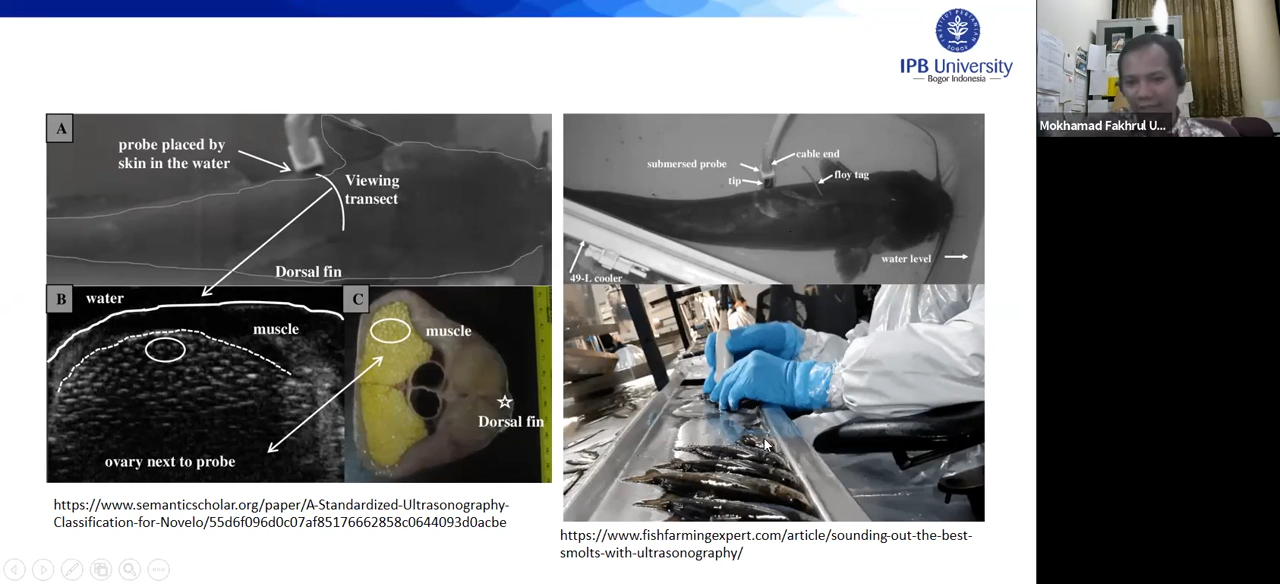 IPB University
Bogor Indonesia
Mokhamad Fakhrul U...
A
probe placed by
skin in the water
Viewing
transect
Dorsal fin
B
water
muscle
ovary next to probe
C
muscle
Dorsal fin
submersed probe
cable end
tip
floy tag
water level
49-L cooler
https://www.semanticscholar.org/paper/A-Standardized-Ultrasonography-
Classification-for-Novelo/55d6f096d0c07af85176662858c0644093d0acbe
https://www.fishfarmingexpert.com/article/sounding-out-the-best-
smolts-with-ultrasonography/